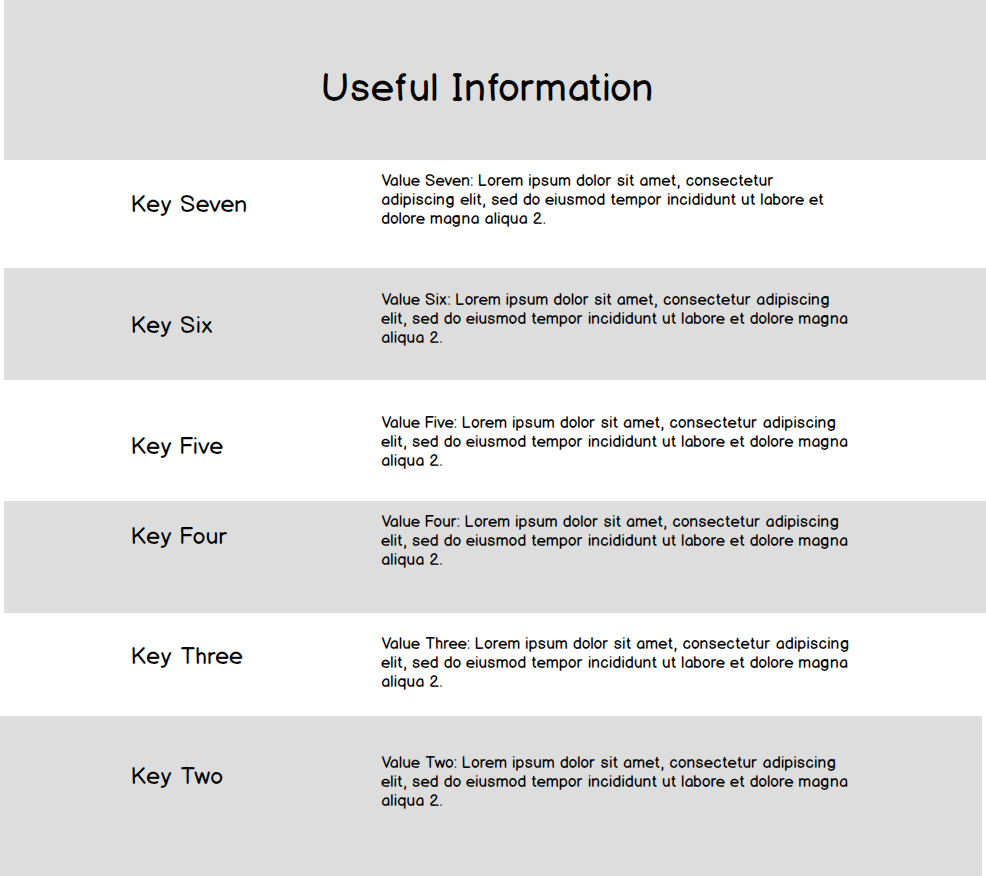 Useful Information
Key Seven
Value Seven: Lorem ipsum dolor sit amet, consectetur
adipiscing elit, sed do eiusmod tempor incididunt ut labore et
dolore magna aliqua 2.
Key Six
Value Six: Lorem ipsum dolor sit amet, consectetur adipiscing
elit, sed do eiusmod tempor incididunt ut labore et dolore magna
aliqua 2.
Key Five
Value Five: Lorem ipsum dolor sit amet, consectetur adipiscing
elit, sed do eiusmod tempor incididunt ut labore et dolore magna
aliqua 2.
Key Four
Value Four: Lorem ipsum dolor sit amet, consectetur adipiscing
elit, sed do eiusmod tempor incididunt ut labore et dolore magna
aliqua 2.
Key Three
Value Three: Lorem ipsum dolor sit amet, consectetur adipiscing
elit, sed do eiusmod tempor incididunt ut labore et dolore magna
aliqua 2.
Key Two
Value Two: Lorem ipsum dolor sit amet, consectetur adipiscing
elit, sed do eiusmod tempor incididunt ut labore et dolore magna
aliqua 2.